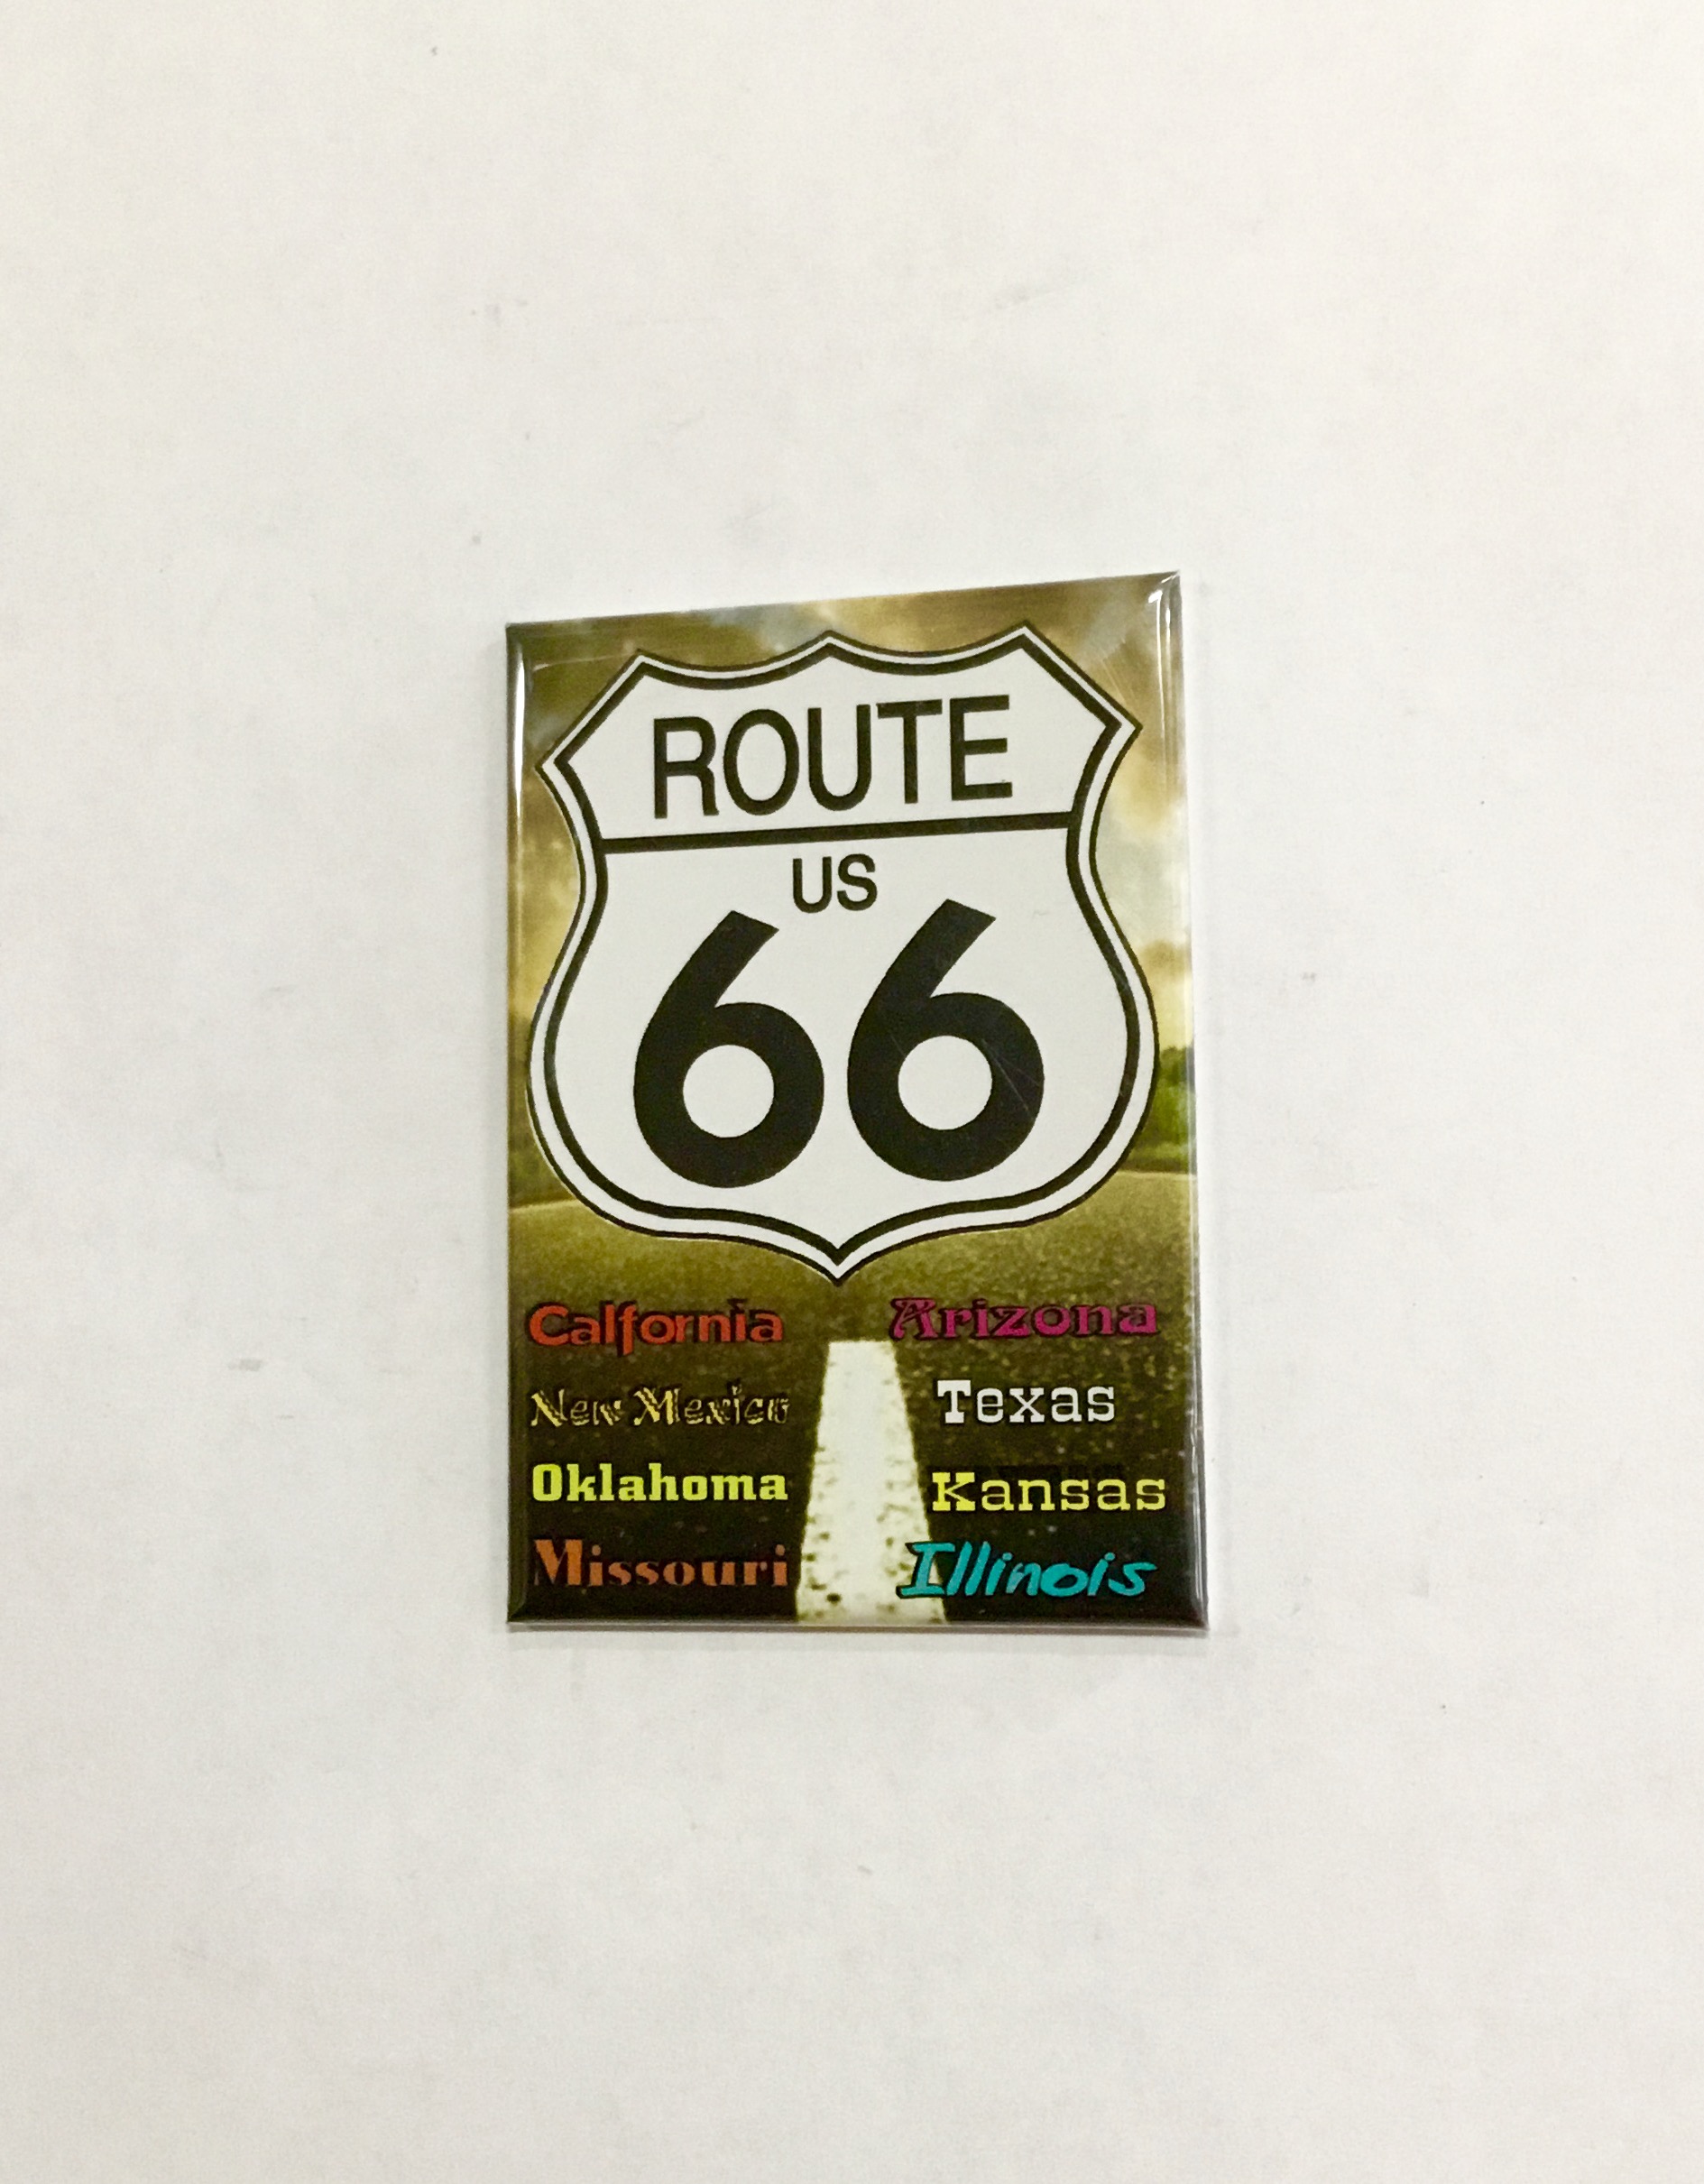 ROUTE
US
66
Calfornia Arizona
New Mexico Texas
Oklahoma Kansas
Missouri Illinois